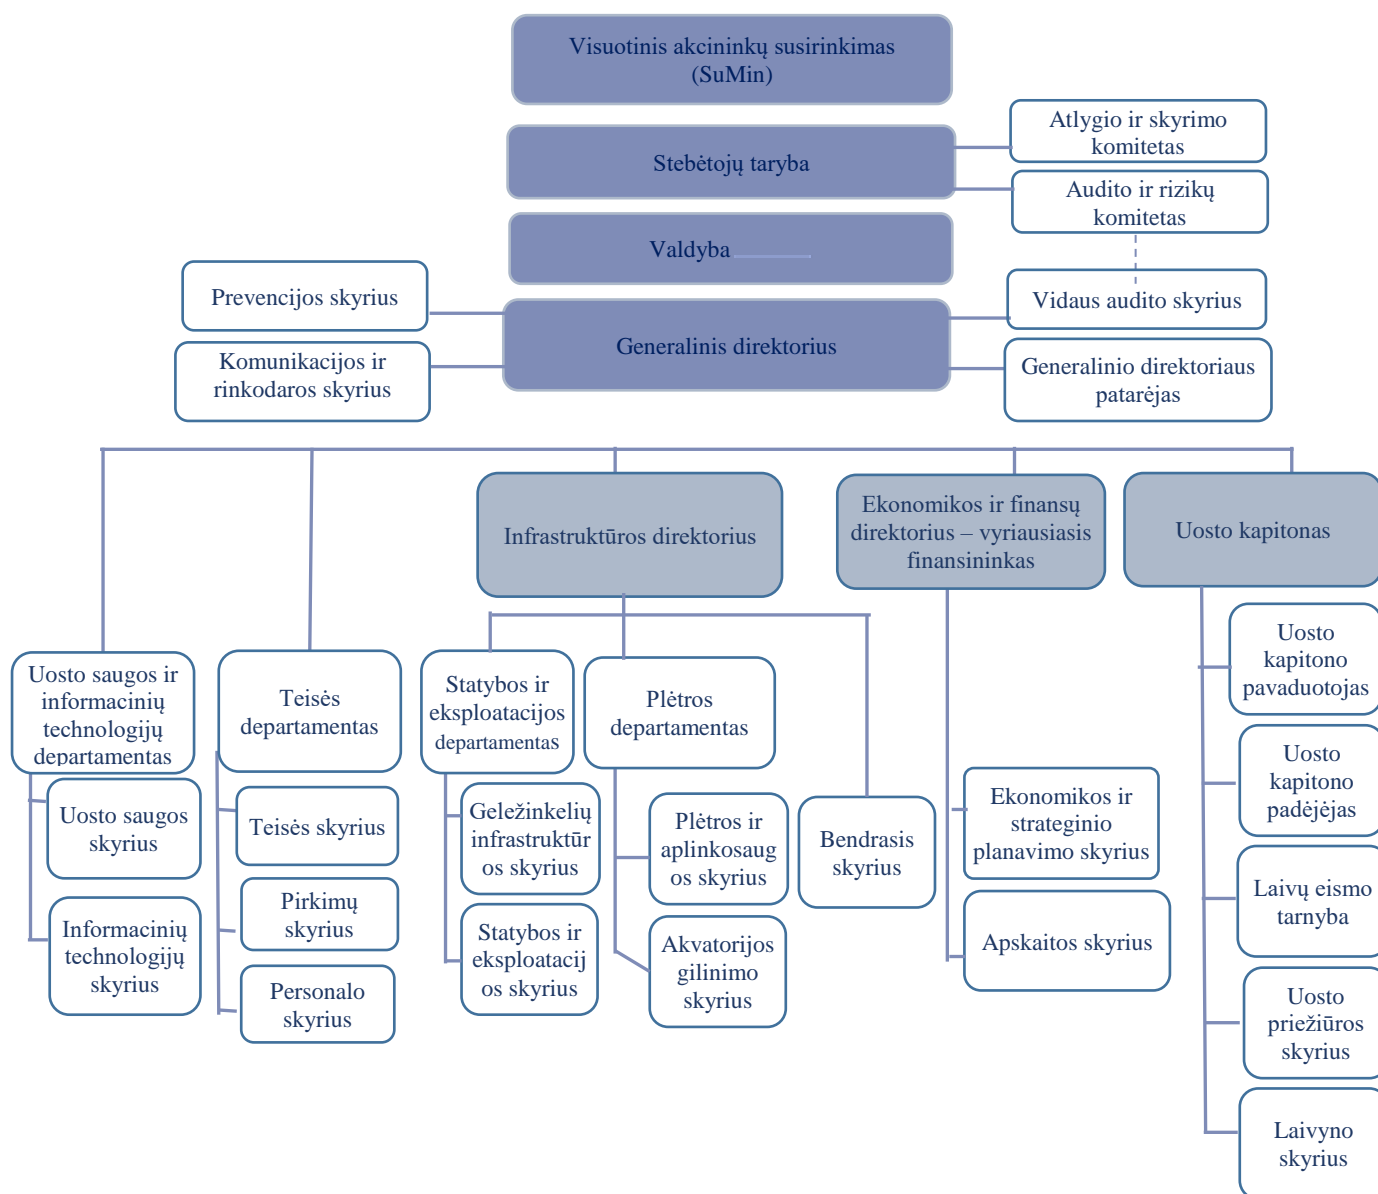 Visuotinis akcininkų susirinkimas
(SuMin)
Atlygio ir skyrimo
komitetas
Stebėtojų taryba
Audito ir rizikų
komitetas
Valdyba
Prevencijos skyrius
Vidaus audito skyrius
Generalinis direktorius
Komunikacijos ir
rinkodaros skyrius
Generalinio direktoriaus
patarėjas
Infrastruktūros direktorius
Ekonomikos ir finansų
direktorius – vyriausiasis
finansininkas
Uosto kapitonas
Uosto saugos ir
informacinių
technologijų
departamentas
Teisės
departamentas
Statybos ir
eksploatacijos
departamentas
Plėtros
departamentas
Uosto
kapitono
pavaduotojas
Uosto saugos
skyrius
Teisės skyrius
Geležinkelių
infrastruktūr
os skyrius
Plėtros ir
aplinkosaug
os skyrius
Bendrasis
skyrius
Ekonomikos ir
strateginio
planavimo skyrius
Uosto
kapitono
padėjėjas
Informacinių
technologijų
skyrius
Pirkimų
skyrius
Statybos ir
eksploatacij
os skyrius
Akvatorijos
gilinimo
skyrius
Apskaitos skyrius
Laivų eismo
tarnyba
Personalo
skyrius
Uosto
priežiūros
skyrius
Laivyno
skyrius